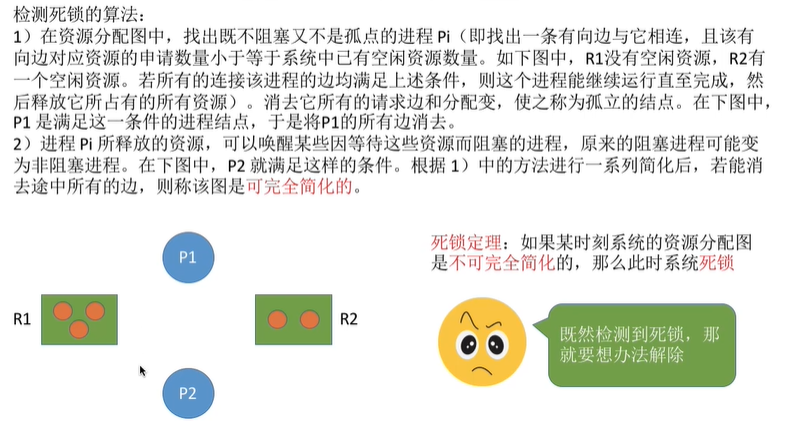 检测死锁的算法：
1）在资源分配图中，找出既不阻塞又不是孤点的进程 Pi（即找出一条有向边与它相连，且该有
向边对应资源的申请数量小于等于系统中已有空闲资源数量。如下图中，R1没有空闲资源，R2有
一个空闲资源。若所有的连接该进程的边均满足上述条件，则这个进程能继续运行直至完成，然
后释放它所占有的所有资源）。消去它所有的请求边和分配变，使之称为孤立的结点。在下图中，
P1 是满足这一条件的进程结点，于是将P1的所有边消去。
2）进程 Pi 所释放的资源，可以唤醒某些因等待这些资源而阻塞的进程，原来的阻塞进程可能变
为非阻塞进程。在下图中，P2 就满足这样的条件。根据 1）中的方法进行一系列简化后，若能消
去途中所有的边，则称该图是可完全简化的。
P1
死锁定理：如果某时刻系统的资源分配图
是不可完全简化的，那么此时系统死锁
R1
R2
既然检测到死锁，那
就要想办法解除
P2